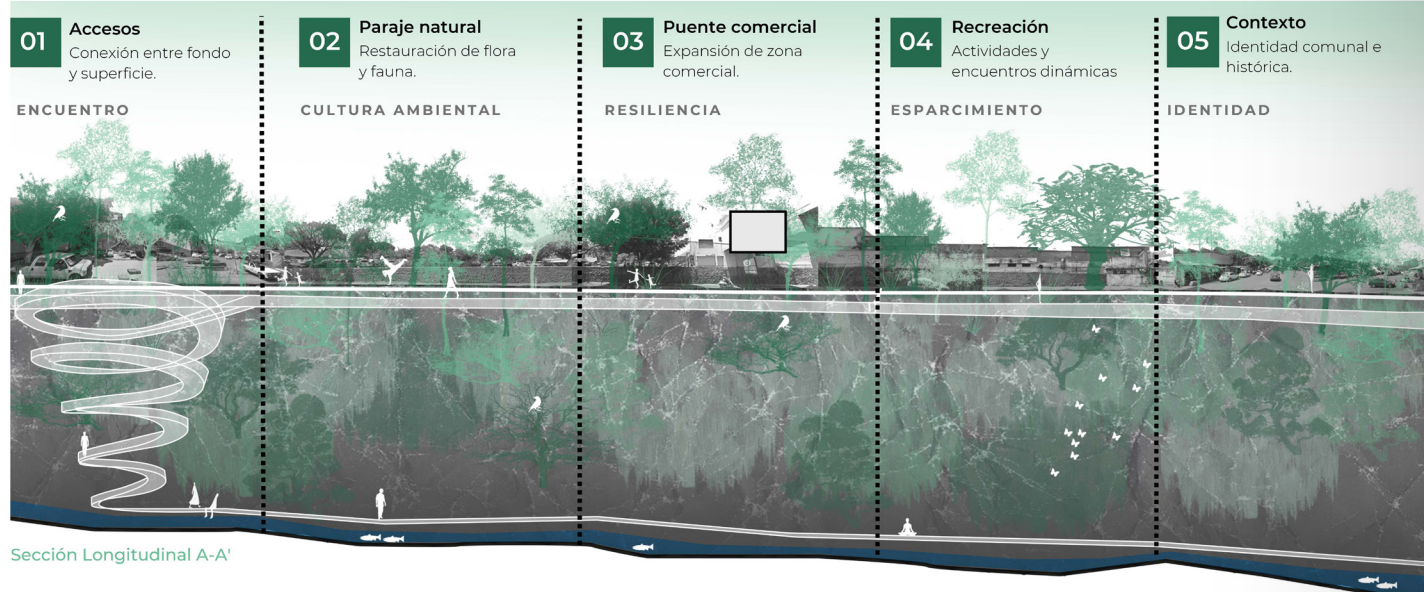 01
Accesos
Conexión entre fondo
y superficie.
ENCUENTRO
02
Paraje natural
Restauración de flora
y fauna.
CULTURA AMBIENTAL
03
Puente comercial
Expansión de zona
comercial.
RESILIENCIA
04
Recreación
Actividades y
encuentros dinámicas
ESPARCIMIENTO
05
Contexto
Identidad comunal e
histórica.
IDENTIDAD
Sección Longitudinal A-A'